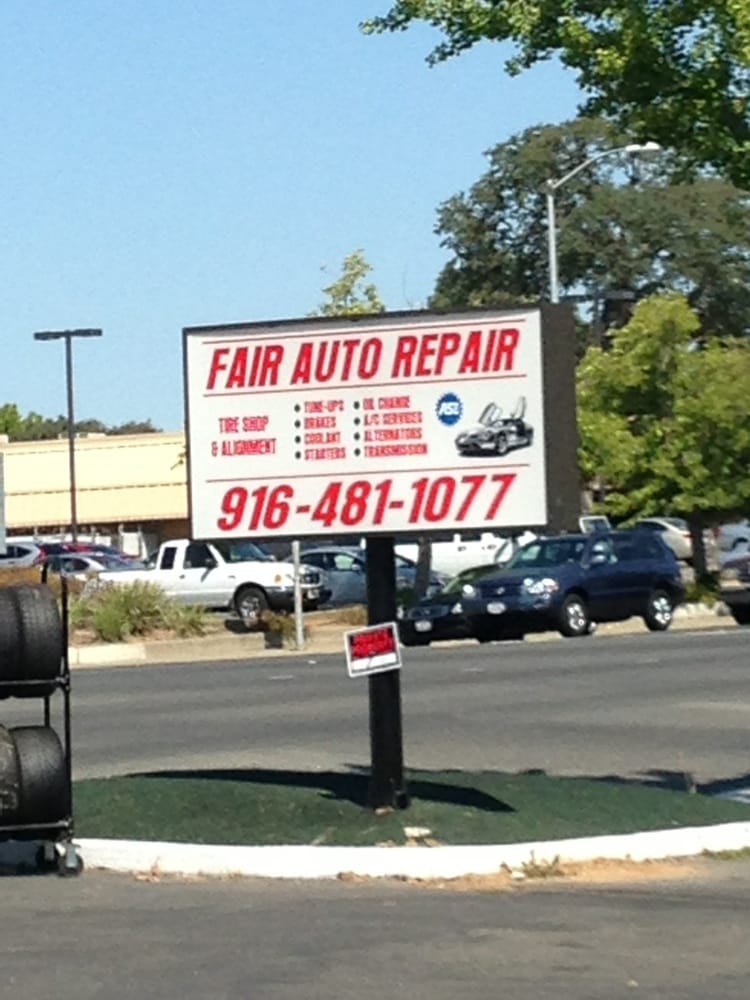 FAIR AUTO REPAIR
TIRE SHOP
& ALIGNMENT
• TUNE-UPS
• BRAKES
• COOLANT
• STARTERS
• OIL CHANGE
• A/C SERVICES
• ALTERNATORS
• TRANSMISSION
916-481-1077